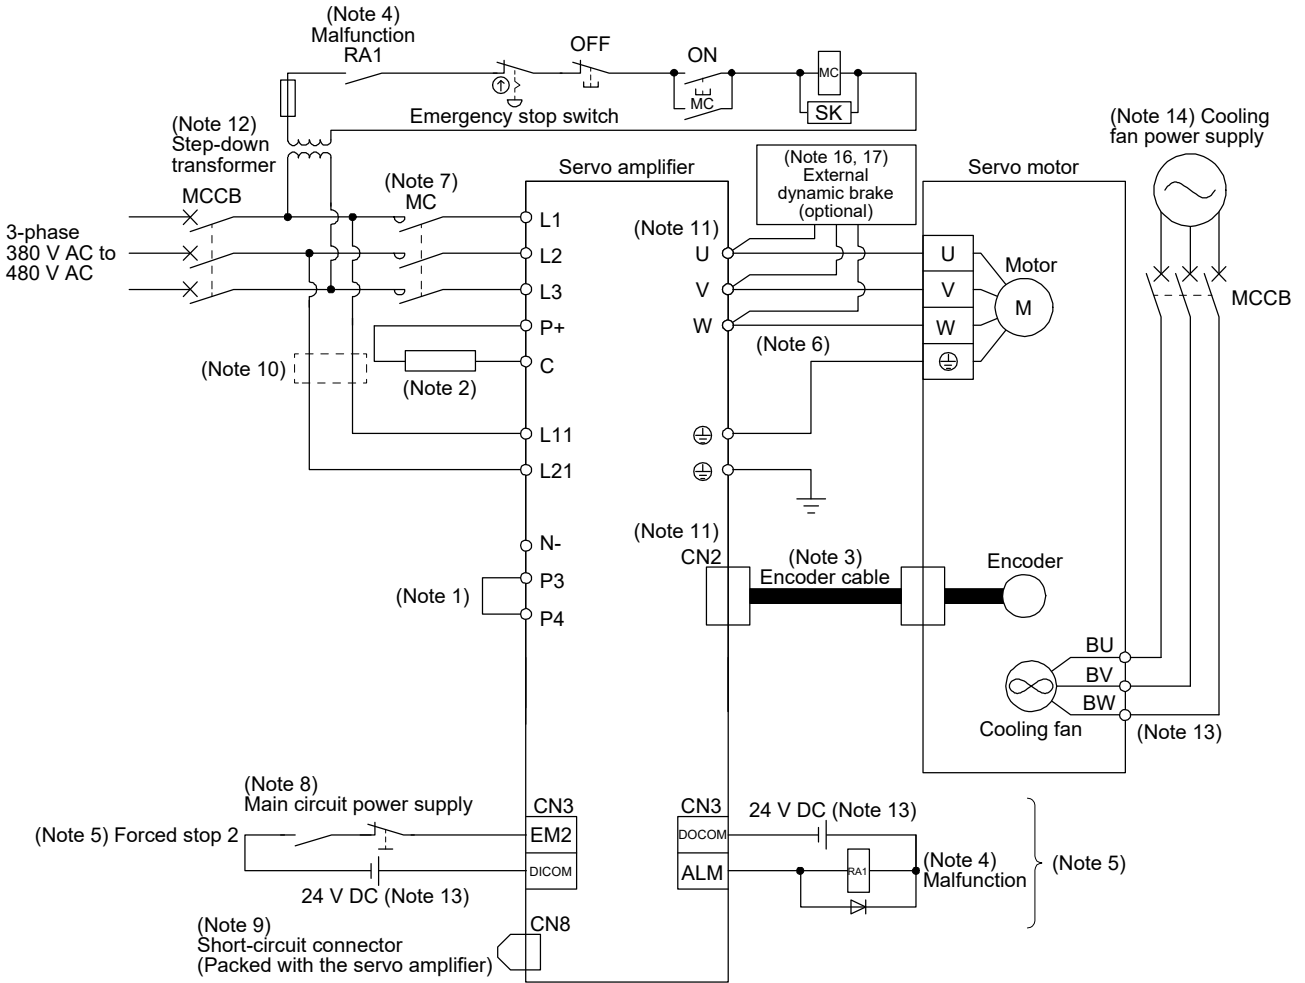 (Note 4)
Malfunction
RA1
OFF
ON
MC
MC
SK
Emergency stop switch
(Note 12)
Step-down
transformer
(Note 14) Cooling
fan power supply
MCCB
(Note 7)
MC
Servo amplifier
(Note 16, 17)
External
dynamic brake
(optional)
Servo motor
3-phase
380 V AC to
480 V AC
L1
L2
L3
P+
C
(Note 10)
(Note 2)
L11
L21
N-
P3
P4
(Note 1)
(Note 11)
U
V
W
(Note 6)
U
V
W
Motor
M
MCCB
(Note 11)
CN2
(Note 3)
Encoder cable
Encoder
BU
BV
BW
Cooling fan
(Note 13)
(Note 8)
Main circuit power supply
(Note 5) Forced stop 2
24 V DC (Note 13)
CN3
EM2
DICOM
CN3
DOCOM
ALM
24 V DC (Note 13)
RA1
(Note 4)
Malfunction
(Note 5)
(Note 9)
Short-circuit connector
(Packed with the servo amplifier)
CN8